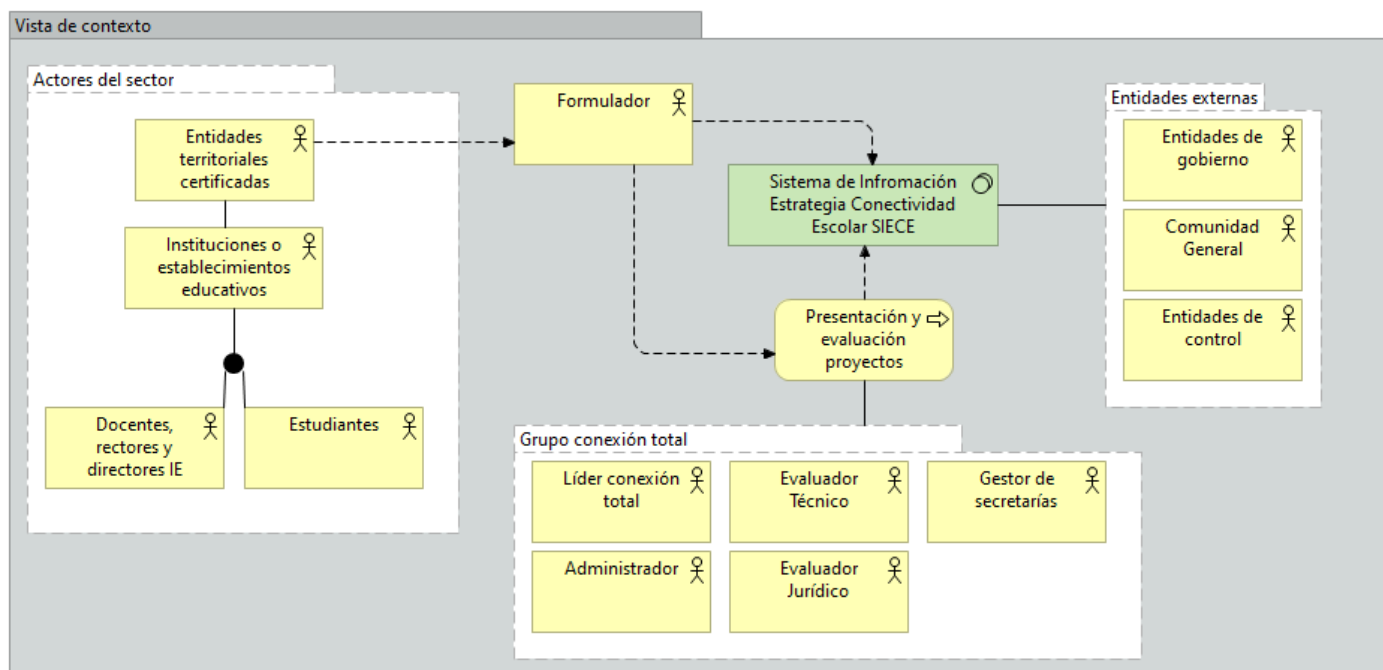 Vista de contexto
Actores del sector
Entidades
territoriales
certificadas
Instituciones o
establecimientos
educativos
Docentes,
rectores y
directores IE
Estudiantes
Formulador
Sistema de Infromación
Estrategia Conectividad
Escolar SIECE
Presentación y
evaluación
proyectos
Entidades externas
Entidades de
gobierno
Comunidad
General
Entidades de
control
Grupo conexión total
Líder conexión
total
Evaluador
Técnico
Gestor de
secretarías
Administrador
Evaluador
Jurídico